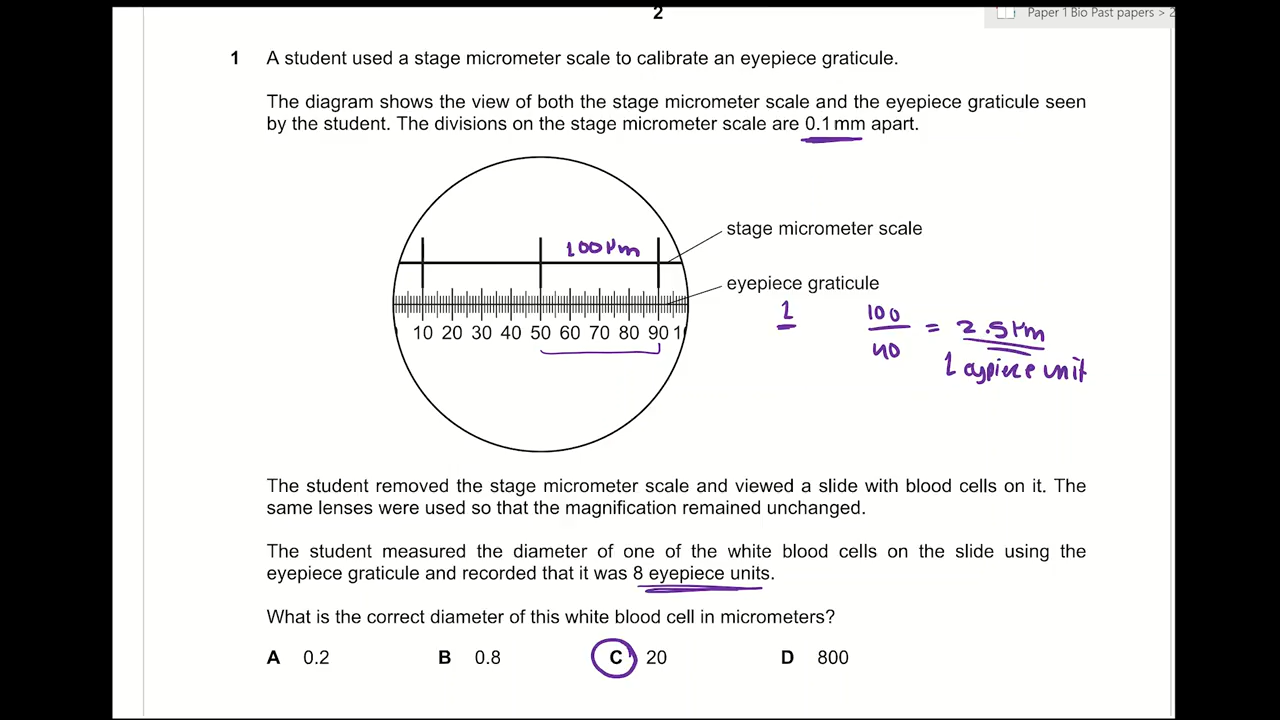 2
Paper 1 Bio Past papers > 2
1 A student used a stage micrometer scale to calibrate an eyepiece graticule.
The diagram shows the view of both the stage micrometer scale and the eyepiece graticule seen
by the student. The divisions on the stage micrometer scale are 0.1 mm apart.
stage micrometer scale
100 µm
eyepiece graticule
1 100
40 = 2.5 µm
1 eypiece unit
10 20 30 40 50 60 70 80 90 1
The student removed the stage micrometer scale and viewed a slide with blood cells on it. The
same lenses were used so that the magnification remained unchanged.
The student measured the diameter of one of the white blood cells on the slide using the
eyepiece graticule and recorded that it was 8 eyepiece units.
What is the correct diameter of this white blood cell in micrometers?
A 0.2 B 0.8 C 20 D 800